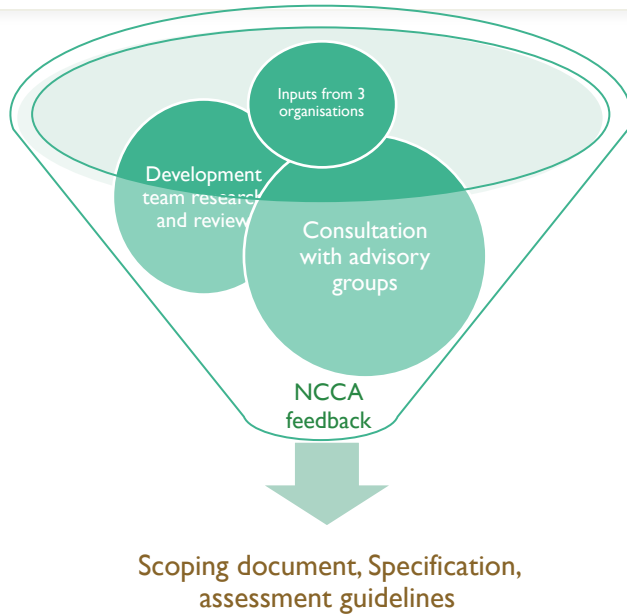 Inputs from 3
organisations
Development
team research
and review
Consultation
with advisory
groups
NCCA
feedback
Scoping document, Specification,
assessment guidelines